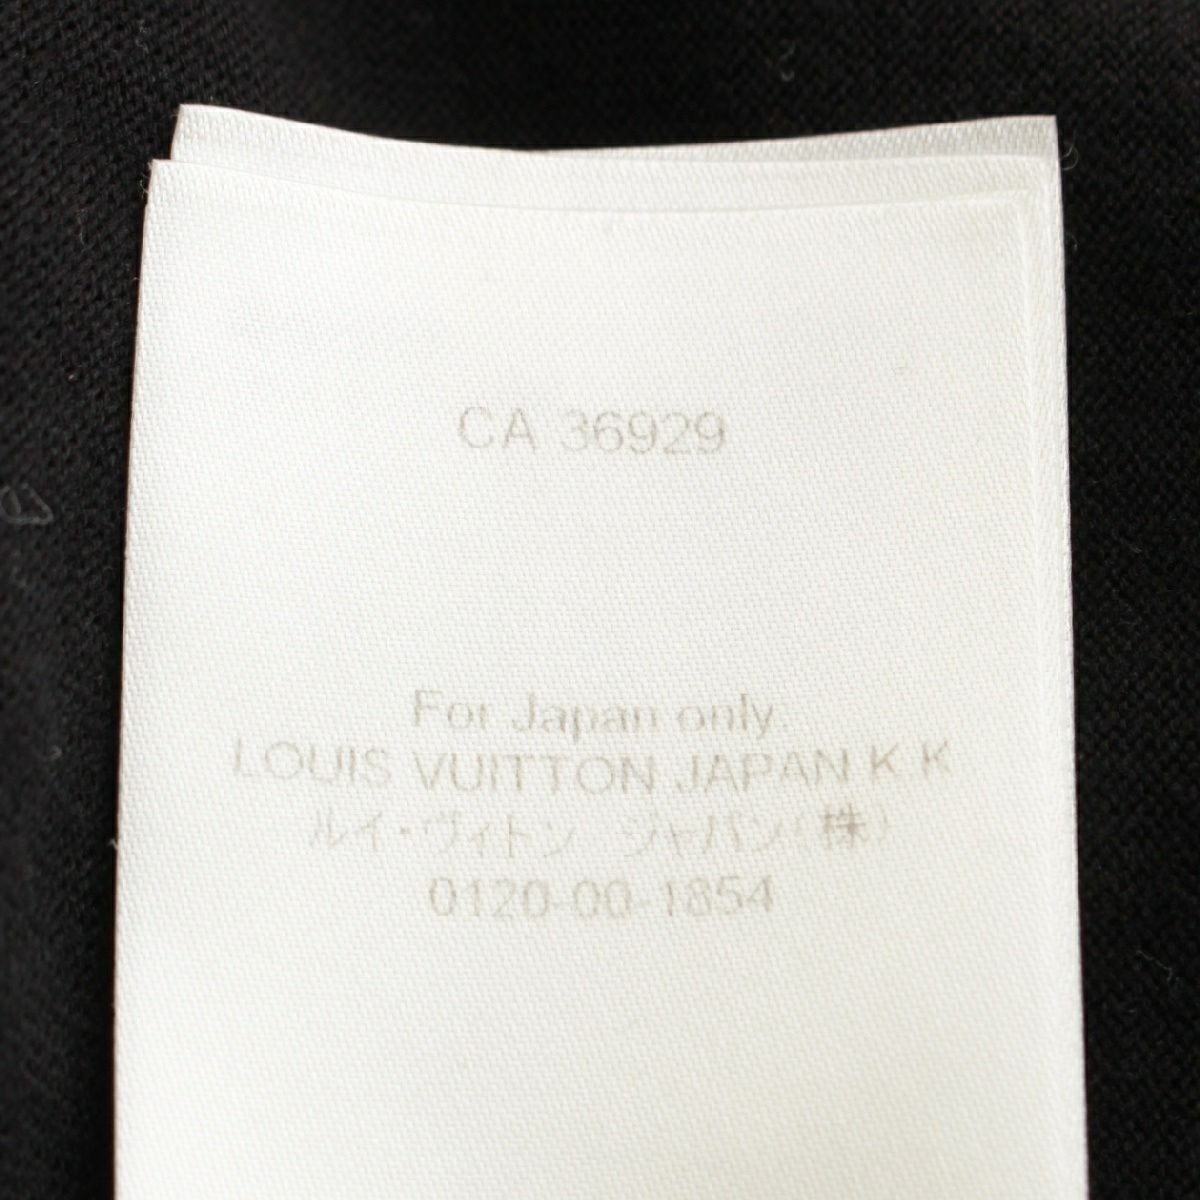 CA 36929
For Japan only.
LOUIS VUITTON JAPAN K K
ルイ・ヴィトン ジャパン(株)
0120-00-1854